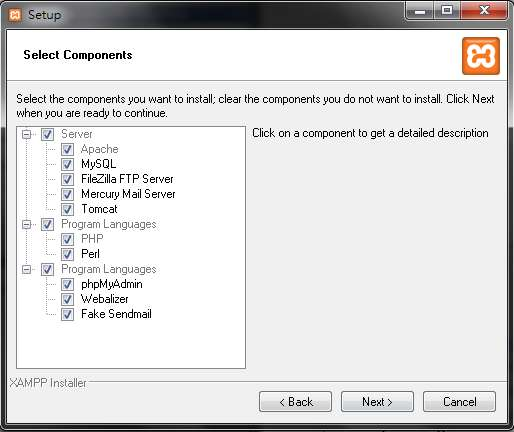 Setup
Select Components
Select the components you want to install; clear the components you do not want to install. Click Next
when you are ready to continue.
Server
Apache
MySQL
FileZilla FTP Server
Mercury Mail Server
Tomcat
Program Languages
PHP
Perl
Program Languages
phpMyAdmin
Webalizer
Fake Sendmail
Click on a component to get a detailed description
XAMPP Installer
< Back
Next >
Cancel